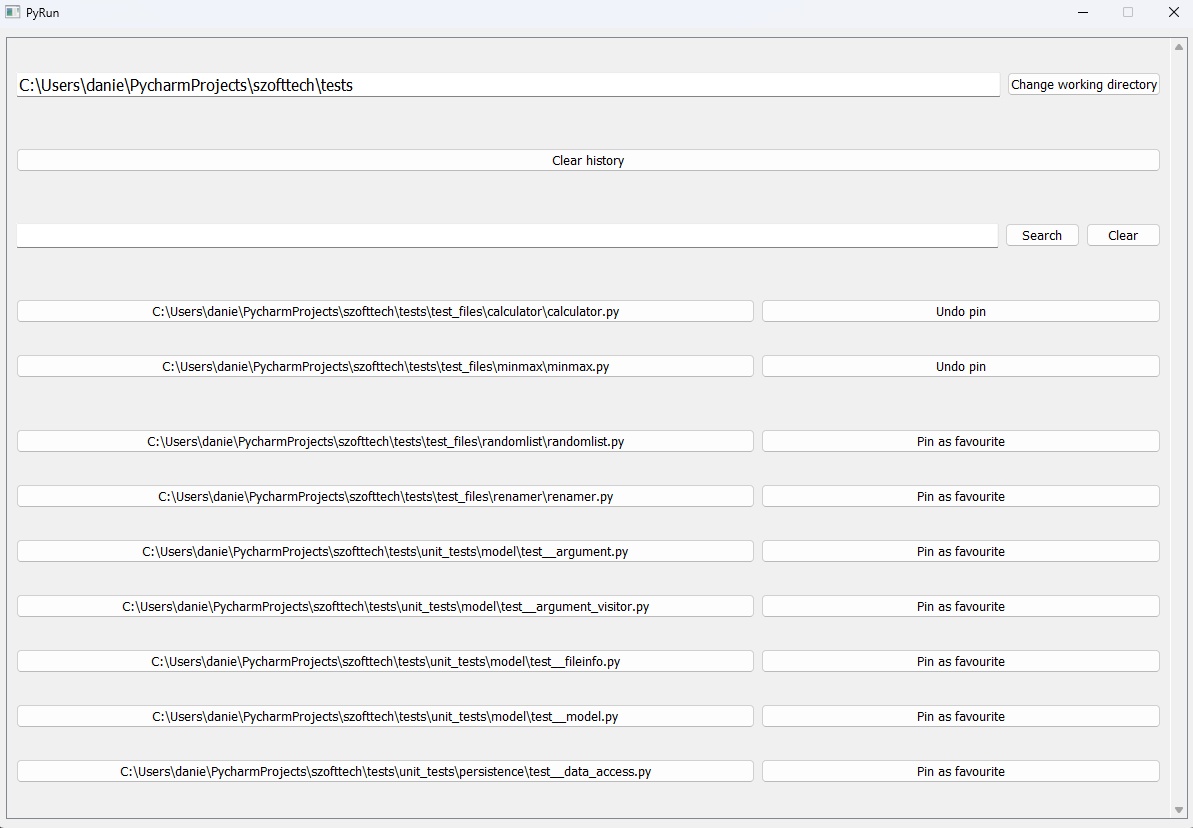 PyRun
C:\Users\danie\PycharmProjects\szofttech\tests Change working directory
Clear history
Search Clear
C:\Users\danie\PycharmProjects\szofttech\tests\test_files\calculator\calculator.py Undo pin
C:\Users\danie\PycharmProjects\szofttech\tests\test_files\minmax\minmax.py Undo pin
C:\Users\danie\PycharmProjects\szofttech\tests\test_files\randomlist\randomlist.py Pin as favourite
C:\Users\danie\PycharmProjects\szofttech\tests\test_files\renamer\renamer.py Pin as favourite
C:\Users\danie\PycharmProjects\szofttech\tests\unit_tests\model\test__argument.py Pin as favourite
C:\Users\danie\PycharmProjects\szofttech\tests\unit_tests\model\test__argument_visitor.py Pin as favourite
C:\Users\danie\PycharmProjects\szofttech\tests\unit_tests\model\test__fileinfo.py Pin as favourite
C:\Users\danie\PycharmProjects\szofttech\tests\unit_tests\model\test__model.py Pin as favourite
C:\Users\danie\PycharmProjects\szofttech\tests\unit_tests\persistence\test__data_access.py Pin as favourite